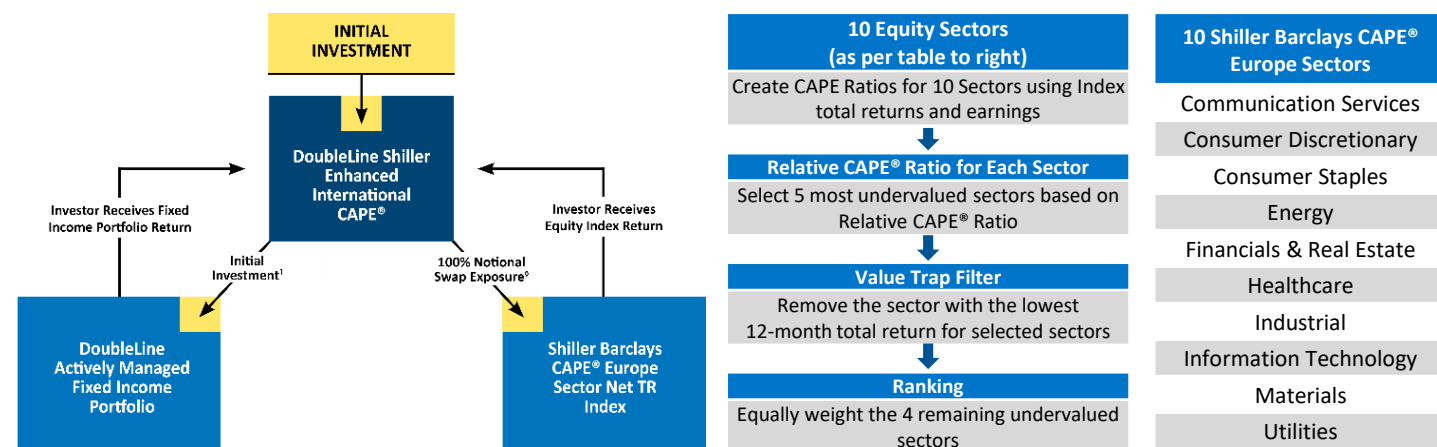 INITIAL
INVESTMENT
DoubleLine Shiller
Enhanced
International
CAPE®
Investor Receives Fixed
Income Portfolio Return
Investor Receives
Equity Index Return
Initial
Investment¹
100% Notional
Swap Exposure⁰
DoubleLine
Actively Managed
Fixed Income
Portfolio
Shiller Barclays
CAPE® Europe
Sector Net TR
Index
10 Equity Sectors
(as per table to right)
Create CAPE Ratios for 10 Sectors using Index
total returns and earnings
Relative CAPE® Ratio for Each Sector
Select 5 most undervalued sectors based on
Relative CAPE® Ratio
Value Trap Filter
Remove the sector with the lowest
12-month total return for selected sectors
Ranking
Equally weight the 4 remaining undervalued
sectors
10 Shiller Barclays CAPE®
Europe Sectors
Communication Services
Consumer Discretionary
Consumer Staples
Energy
Financials & Real Estate
Healthcare
Industrial
Information Technology
Materials
Utilities